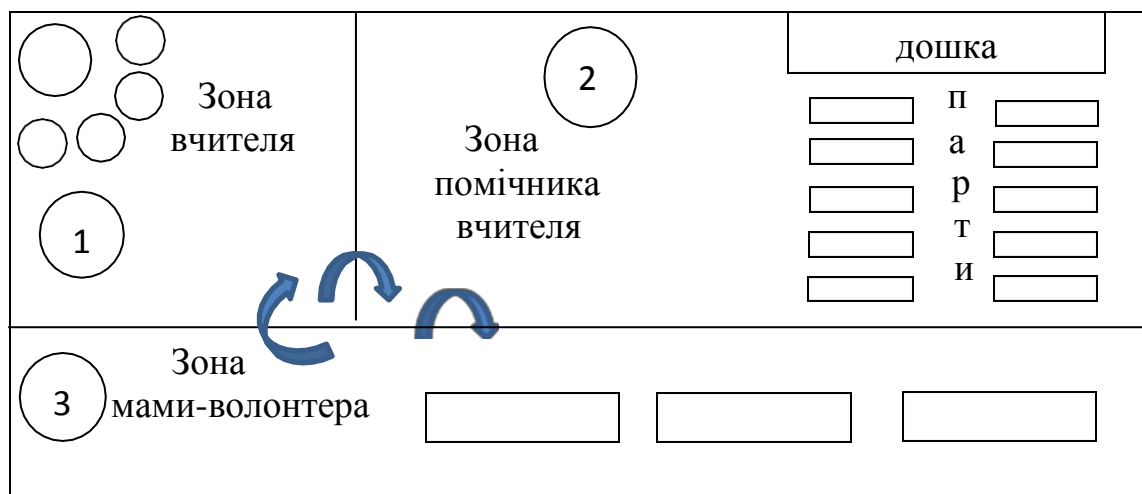 Зона
вчителя
1
2
Зона
помічника
вчителя
дошка
п
а
р
т
и
3
Зона
мами-волонтера